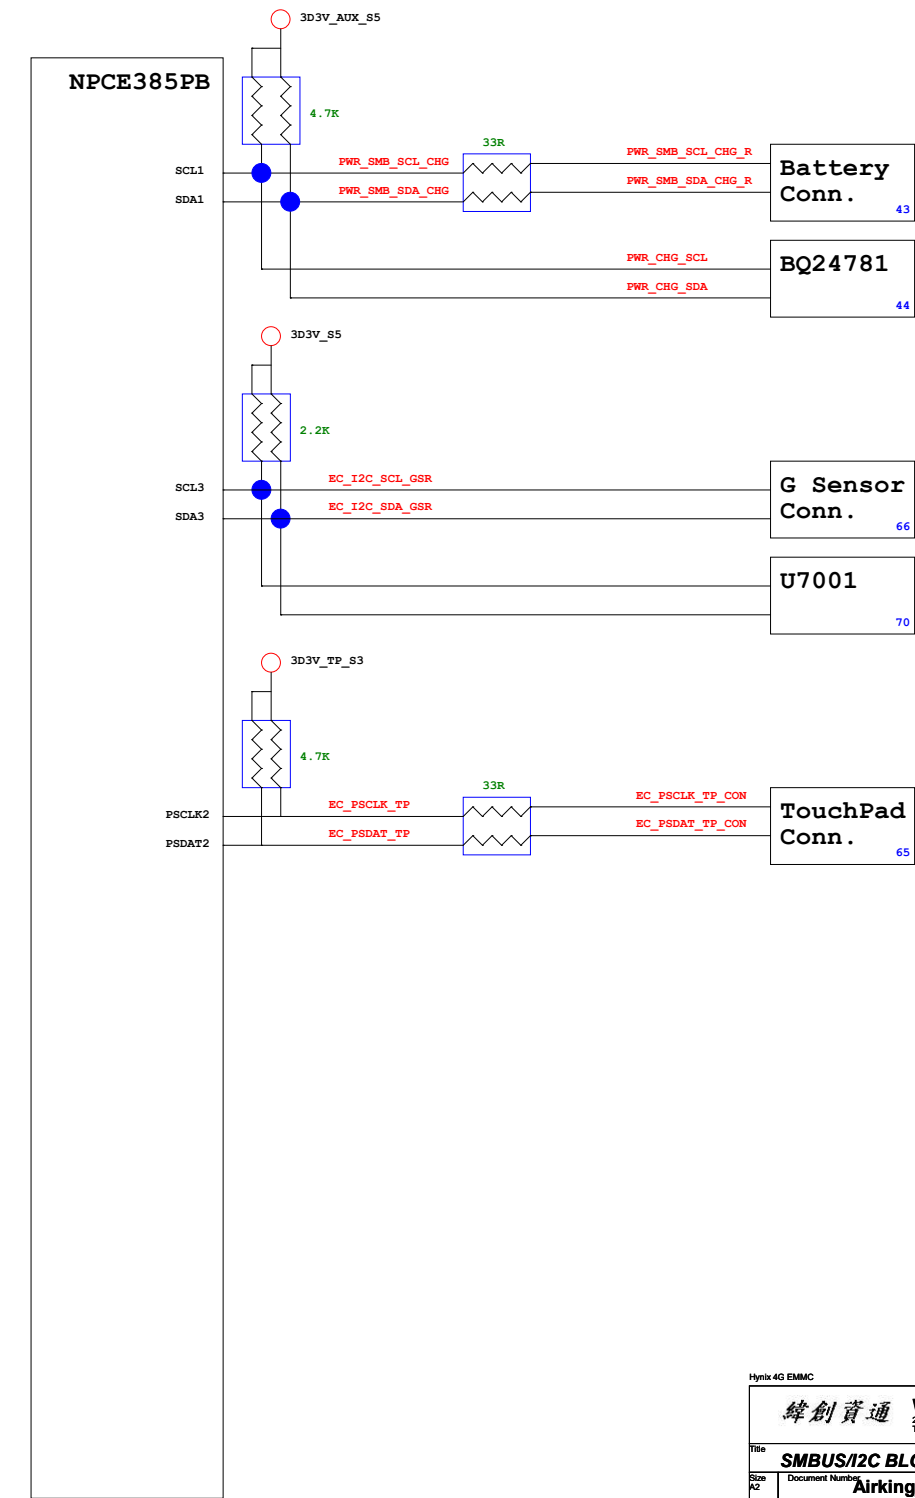 3D3V_AUX_S5
NPCE385PB
4.7K
33R
SCL1
PWR_SMB_SCL_CHG
PWR_SMB_SCL_CHG_R
SDA1
PWR_SMB_SDA_CHG
PWR_SMB_SDA_CHG_R
Battery
Conn.
43
PWR_CHG_SCL
PWR_CHG_SDA
BQ24781
44
3D3V_S5
2.2K
SCL3
EC_I2C_SCL_GSR
SDA3
EC_I2C_SDA_GSR
G Sensor
Conn.
66
U7001
70
3D3V_TP_S3
4.7K
33R
PSCLK2
EC_PSCLK_TP
EC_PSCLK_TP_CON
PSDAT2
EC_PSDAT_TP
EC_PSDAT_TP_CON
TouchPad
Conn.
65
Hynix 4G EMMC
緯創資通
Title
SMBUS/I2C
Size
A2
Document Number
Airking